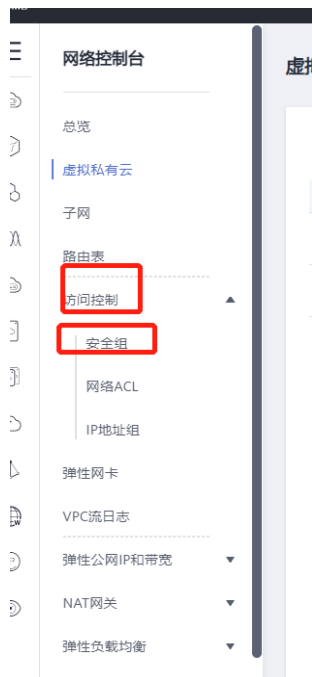 网络控制台
虚拟
总览
虚拟私有云
子网
路由表
访问控制
安全组
网络ACL
IP地址组
弹性网卡
VPC流日志
弹性公网IP和带宽
NAT网关
弹性负载均衡